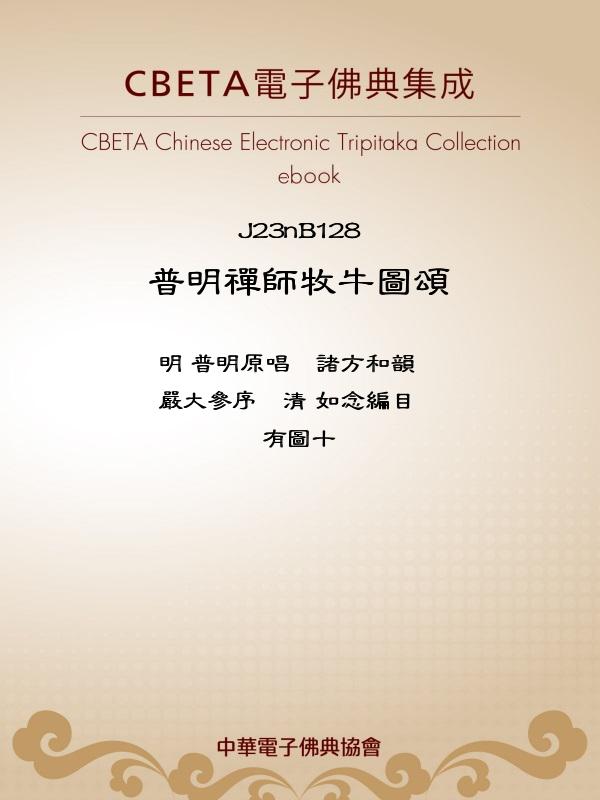 CBETA電子佛典集成
CBETA Chinese Electronic Tripitaka Collection
ebook
J23nB128
普明禪師牧牛圖頌
明 普明原唱　諸方和韻
嚴大參序　清 如念編目
有圖十
中華電子佛典協會